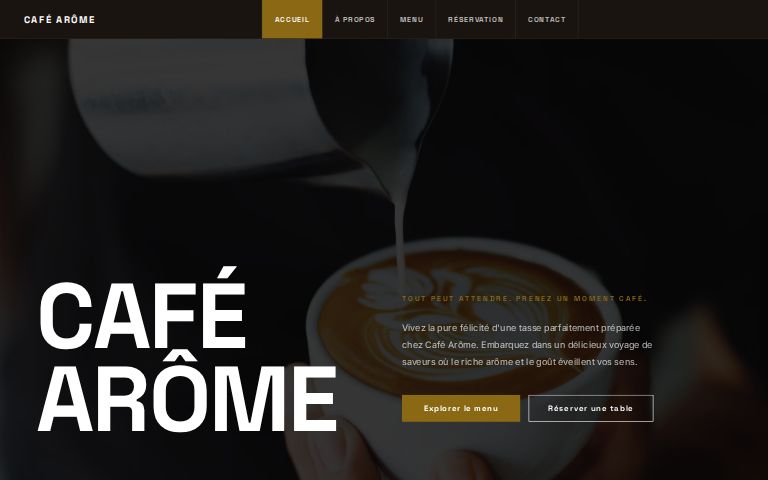 CAFÉ ARÔME
ACCUEIL
À PROPOS
MENU
RÉSERVATION
CONTACT
CAFÉ
ARÔME
TOUT PEUT ATTENDRE. PRENEZ UN MOMENT CAFÉ.
Vivez la pure félicité d'une tasse parfaitement préparée
chez Café Arôme. Embarquez dans un délicieux voyage de
saveurs où le riche arôme et le goût éveillent vos sens.
Explorer le menu
Réserver une table